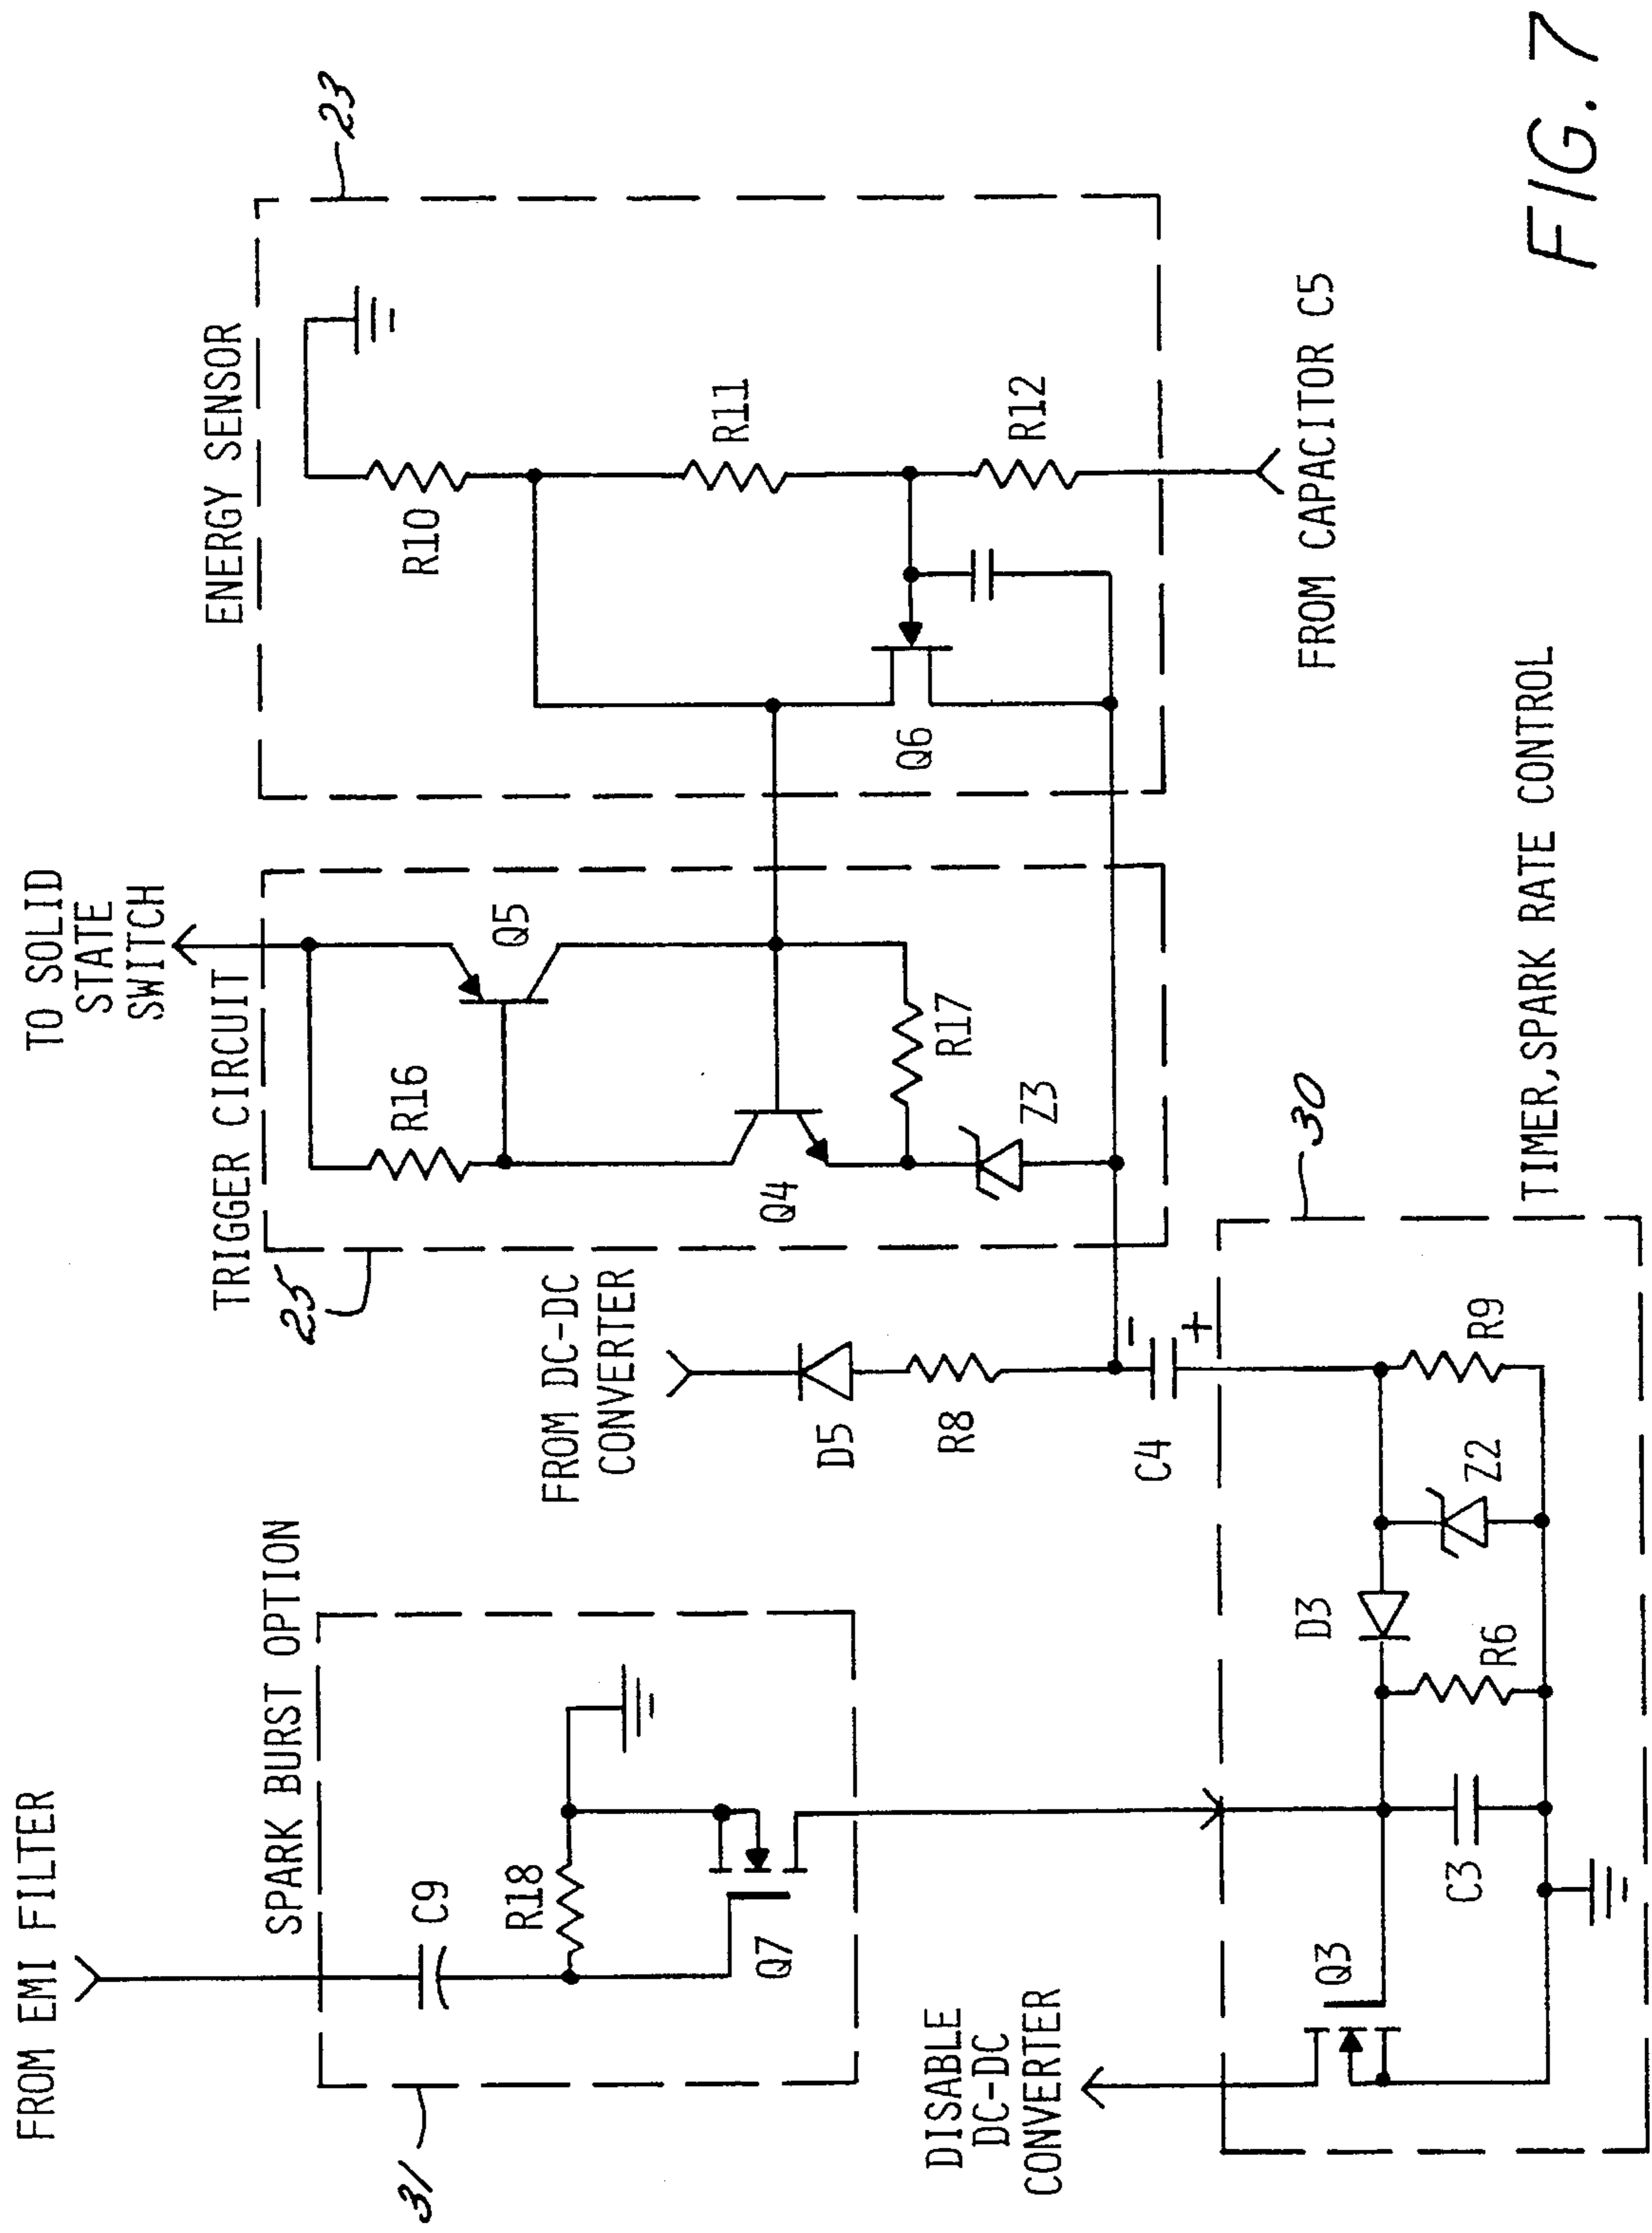 FROM EMI FILTER
SPARK BURST OPTION
C9
R18
Q7
31
TO SOLID
STATE
SWITCH
TRIGGER CIRCUIT
25
R16
Q5
Q4
R17
Z3
ENERGY SENSOR
23
R10
R11
R12
Q6
FROM CAPACITOR C5
FROM DC-DC
CONVERTER
D5
R8
C4
-
+
DISABLE
DC-DC
CONVERTER
Q3
C3
R6
D3
Z2
R9
30
TIMER,SPARK RATE CONTROL
FIG. 7